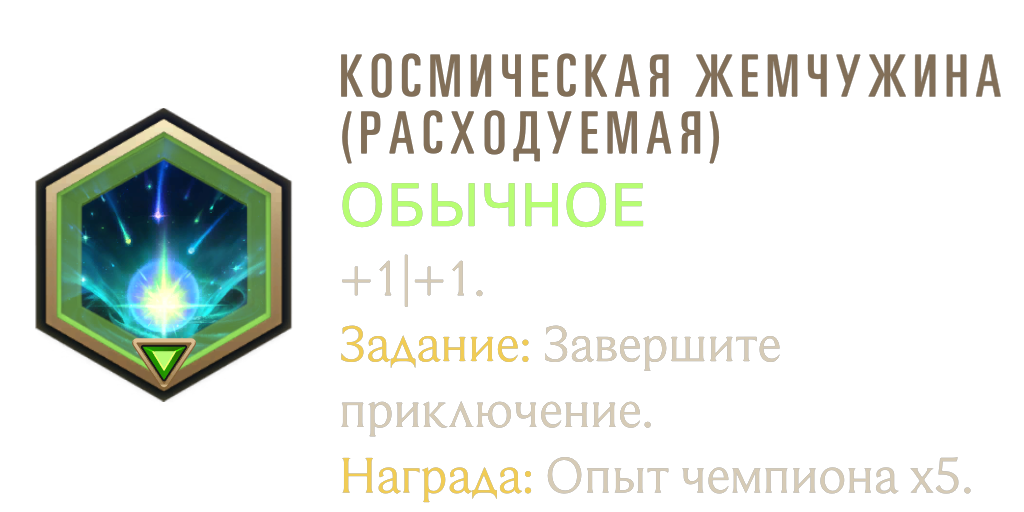 КОСМИЧЕСКАЯ ЖЕМЧУЖИНА
(РАСХОДУЕМАЯ)
ОБЫЧНОЕ
+1|+1.
Задание: Завершите
приключение.
Награда: Опыт чемпиона x5.